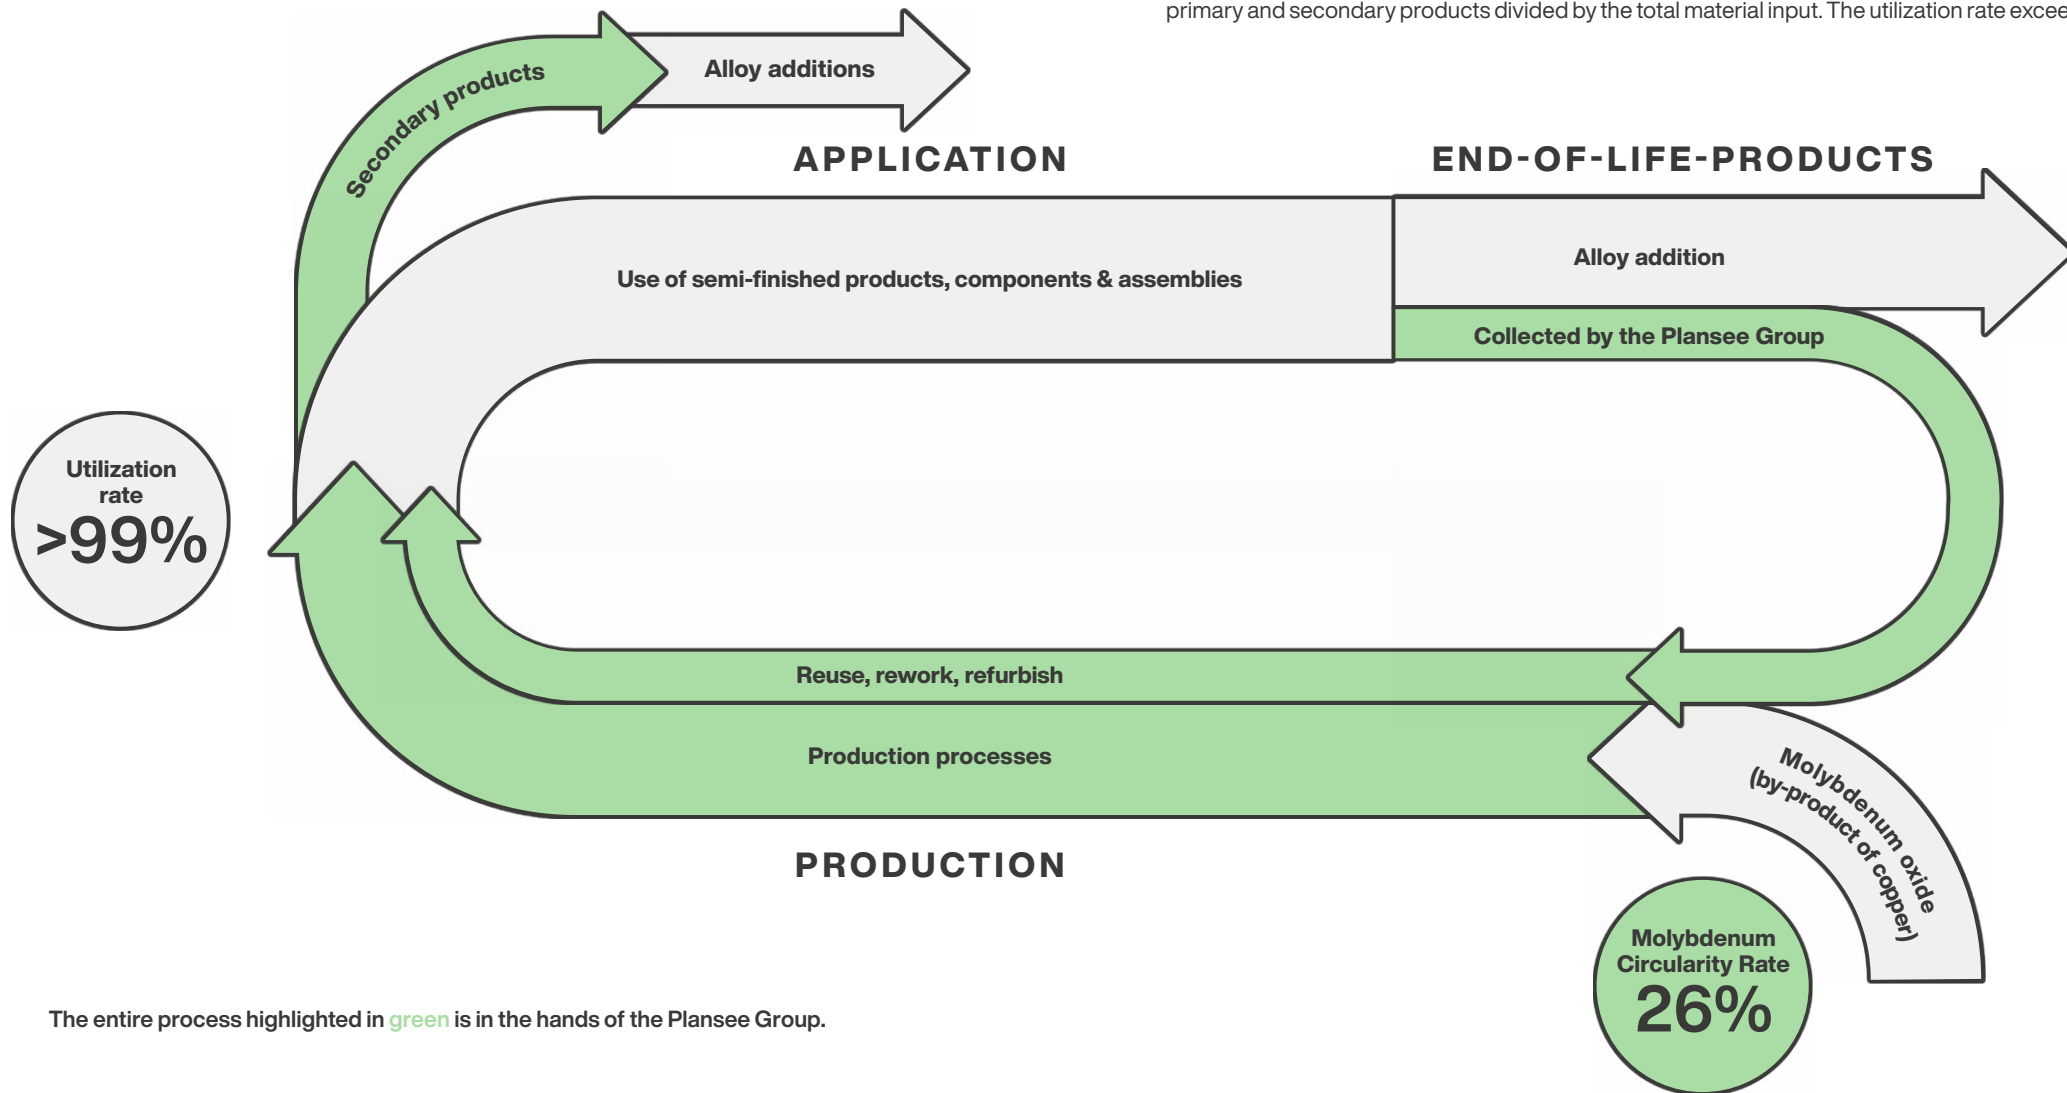 primary and secondary products divided by the total material input. The utilization rate
Secondary products
Alloy additions
APPLICATION
END-OF-LIFE-PRODUCTS
Alloy addition
Use of semi-finished products, components & assemblies
Collected by the Plansee Group
Utilization
rate
>99%
Reuse, rework, refurbish
Production processes
Molybdenum oxide
(by-product of copper)
PRODUCTION
Molybdenum
Circularity Rate
26%
The entire process highlighted in green is in the hands of the Plansee Group.